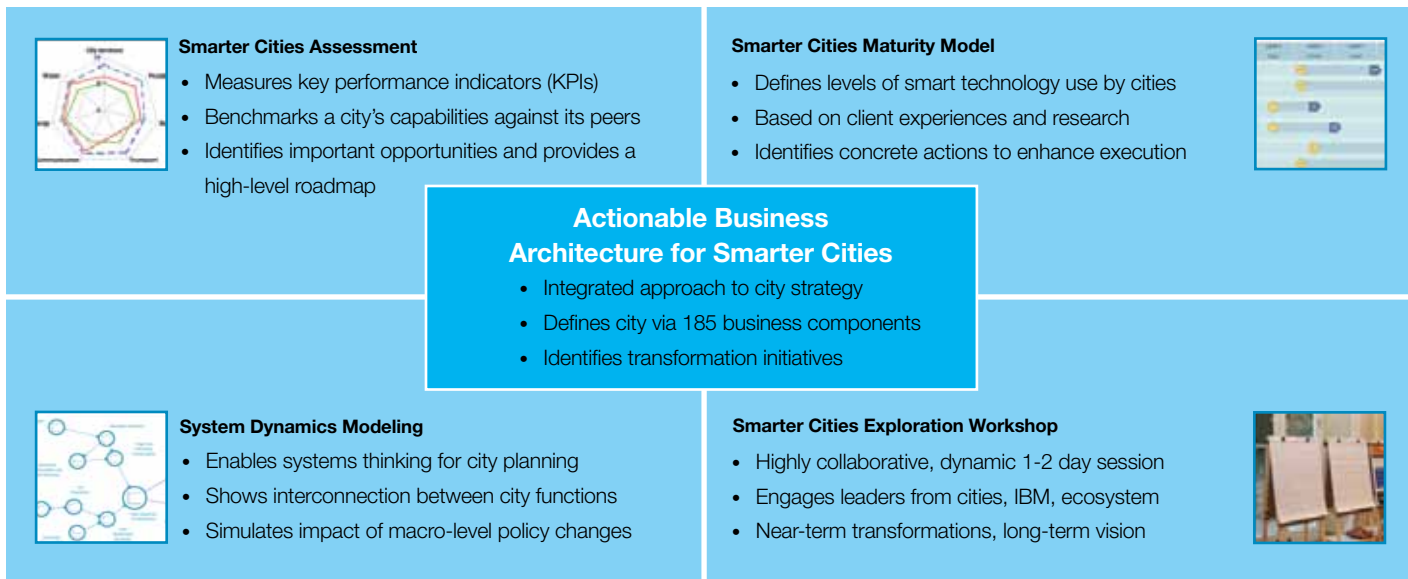 Smarter Cities Assessment
• Measures key performance indicators (KPIs)
• Benchmarks a city's capabilities against its peers
• Identifies important opportunities and provides a
high-level roadmap
Smarter Cities Maturity Model
• Defines levels of smart technology use by cities
• Based on client experiences and research
• Identifies concrete actions to enhance execution
Actionable Business
Architecture for Smarter Cities
• Integrated approach to city strategy
• Defines city via 185 business components
• Identifies transformation initiatives
System Dynamics Modeling
• Enables systems thinking for city planning
• Shows interconnection between city functions
• Simulates impact of macro-level policy changes
Smarter Cities Exploration Workshop
• Highly collaborative, dynamic 1-2 day session
• Engages leaders from cities, IBM, ecosystem
• Near-term transformations, long-term vision